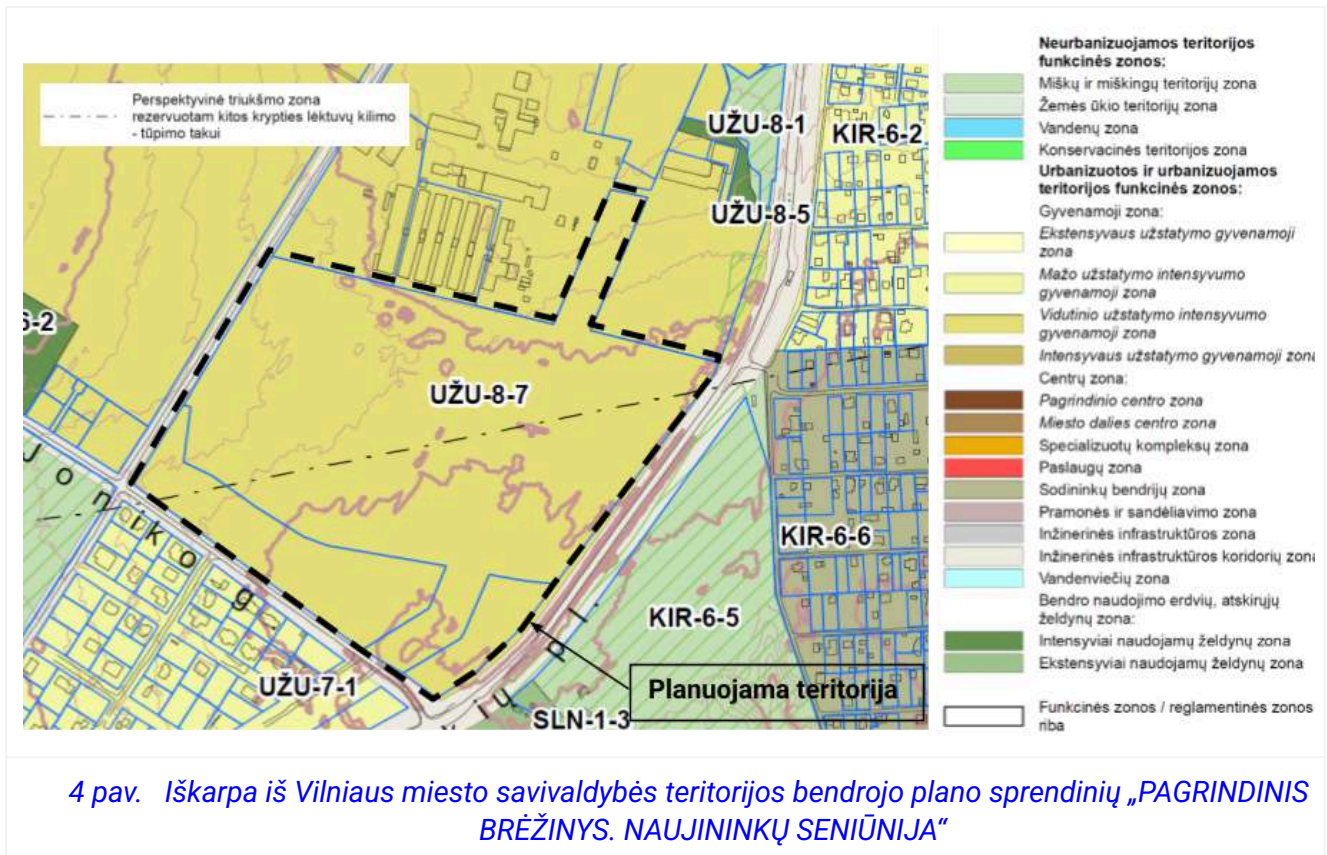 Perspektyvinė triukšmo zona
rezervuotam kitos krypties lėktuvų kilimo
- tūpimo takui
UŽU-8-1
KIR-6-2
UŽU-8-5
6-2
UŽU-8-7
Joniško g.
KIR-6-6
KIR-6-5
UŽU-7-1
Planuojama teritorija
SLN-1-3
Neurbanizuojamos teritorijos
funkcinės zonos:
Miškų ir miškingų teritorijų zona
Žemės ūkio teritorijų zona
Vandenų zona
Konservacinės teritorijos zona
Urbanizuotos ir urbanizuojamos
teritorijos funkcinės zonos:
Gyvenamoji zona:
Ekstensyvaus užstatymo gyvenamoji
zona
Mažo užstatymo intensyvumo
gyvenamoji zona
Vidutinio užstatymo intensyvumo
gyvenamoji zona
Intensyvaus užstatymo gyvenamoji zona
Centrų zona:
Pagrindinio centro zona
Miesto dalies centro zona
Specializuotų kompleksų zona
Paslaugų zona
Sodininkų bendrijų zona
Pramonės ir sandėliavimo zona
Inžinerinės infrastruktūros zona
Inžinerinės infrastruktūros koridorių zona
Vandenviečių zona
Bendro naudojimo erdvių, atskirųjų
želdynų zona:
Intensyviai naudojamų želdynų zona
Ekstensyviai naudojamų želdynų zona
Funkcinės zonos / reglamentinės zonos
riba
4 pav. Iškarpa iš Vilniaus miesto savivaldybės teritorijos bendrojo plano sprendinių „PAGRINDINIS
BRĖŽINYS. NAUJININKŲ SENIŪNIJA“